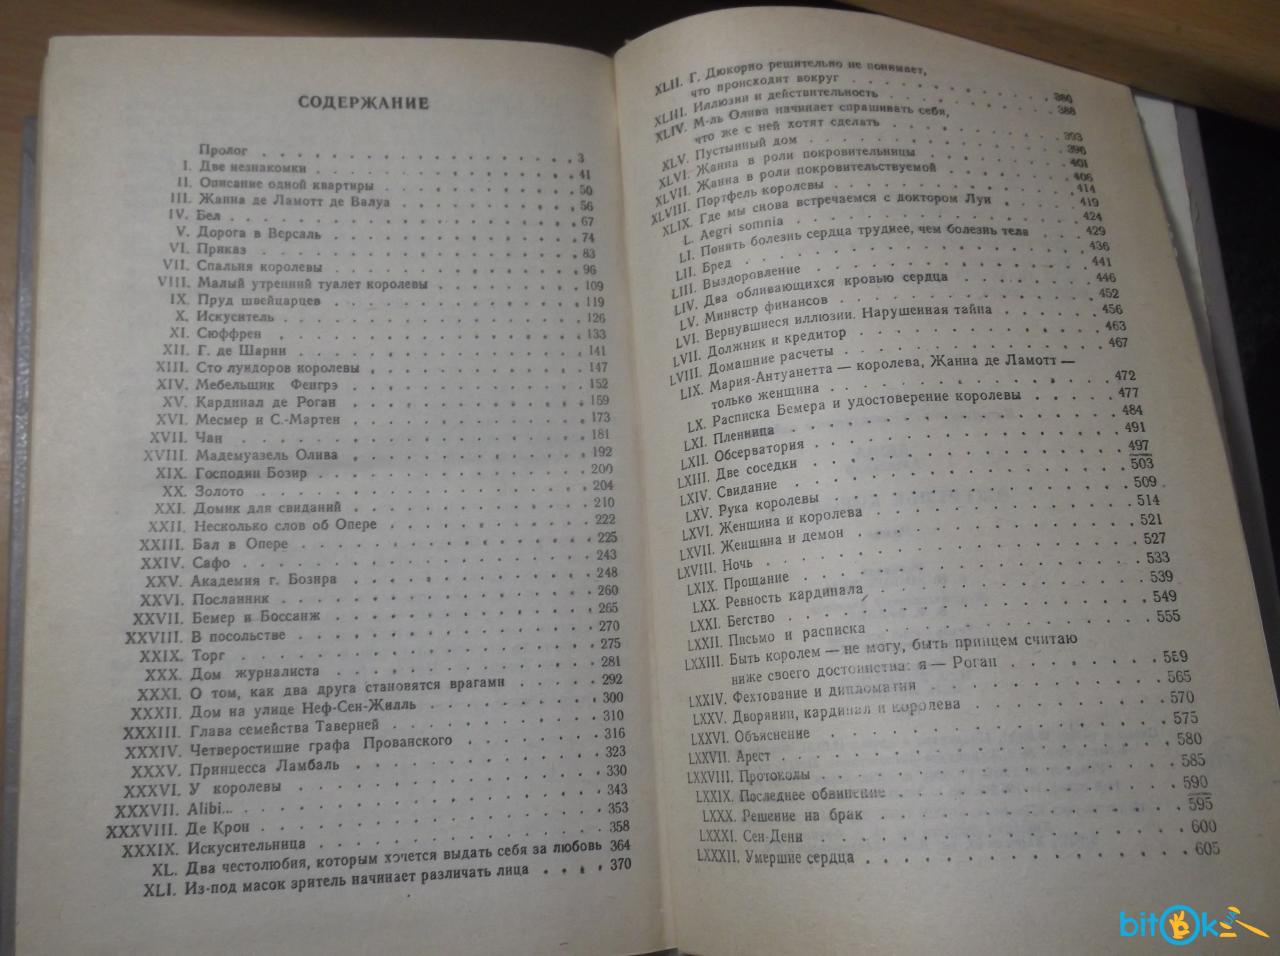 СОДЕРЖАНИЕ
Пролог . . . 3
I. Две незнакомки . . . 41
II. Описание одной квартиры . . . 50
III. Жанна де Ламотт де Валуа . . . 56
IV. Бел . . . 67
V. Дорога в Версаль . . . 74
VI. Приказ . . . 83
VII. Спальня королевы . . . 96
VIII. Малый утренний туалет королевы . . . 109
IX. Пруд швейцарцев . . . 119
X. Искуситель . . . 126
XI. Сюффрен . . . 133
XII. Г. де Шарни . . . 141
XIII. Сто луидоров королевы . . . 147
XIV. Мебельщик Фенгрэ . . . 152
XV. Кардинал де Роган . . . 159
XVI. Месмер и С.-Мартен . . . 173
XVII. Чан . . . 181
XVIII. Мадемуазель Олива . . . 192
XIX. Господин Бозир . . . 200
XX. Золото . . . 204
XXI. Домик для свиданий . . . 210
XXII. Несколько слов об Опере . . . 222
XXIII. Бал в Опере . . . 225
XXIV. Сафо . . . 243
XXV. Академия г. Бозира . . . 248
XXVI. Посланник . . . 260
XXVII. Бемер и Боссанж . . . 265
XXVIII. В посольстве . . . 270
XXIX. Торг . . . 275
XXX. Дом журналиста . . . 281
XXXI. О том, как два друга становятся врагами . . . 292
XXXII. Дом на улице Неф-Сен-Жилль . . . 300
XXXIII. Глава семейства Таверней . . . 310
XXXIV. Четверостишие графа Прованского . . . 316
XXXV. Принцесса Ламбаль . . . 323
XXXVI. У королевы . . . 330
XXXVII. Alibi... . . . 343
XXXVIII. Де Крон . . . 353
XXXIX. Искусительница . . . 358
XL. Два честолюбия, которым хочется выдать себя за любовь 364
XLI. Из-под масок зритель начинает различать лица . . . 370
XLII. Г. Дюкорно решительно не понимает,
что происходит вокруг . . . 380
XLIII. Иллюзии и действительность . . . 388
XLIV. М-ль Олива начинает спрашивать себя,
что же с ней хотят сделать . . . 393
XLV. Пустынный дом . . . 396
XLVI. Жанна в роли покровительницы . . . 401
XLVII. Жанна в роли покровительствуемой . . . 406
XLVIII. Портфель королевы . . . 414
XLIX. Где мы снова встречаемся с доктором Луи . . . 419
L. Aegri somnia . . . 424
LI. Понять болезнь сердца труднее, чем болезнь тела . . . 429
LII. Бред . . . 436
LIII. Выздоровление . . . 441
LIV. Два обливающихся кровью сердца . . . 446
LV. Министр финансов . . . 452
LVI. Вернувшиеся иллюзии. Нарушенная тайна . . . 456
LVII. Должник и кредитор . . . 463
LVIII. Домашние расчеты . . . 467
LIX. Мария-Антуанетта — королева, Жанна де Ламотт —
только женщина . . . 472
LX. Расписка Бемера и удостоверение королевы . . . 477
LXI. Пленница . . . 484
LXII. Обсерватория . . . 491
LXIII. Две соседки . . . 497
LXIV. Свидание . . . 503
LXV. Рука королевы . . . 509
LXVI. Женщина и королева . . . 514
LXVII. Женщина и демон . . . 521
LXVIII. Ночь . . . 527
LXIX. Прощание . . . 533
LXX. Ревность кардинала . . . 539
LXXI. Бегство . . . 549
LXXII. Письмо и расписка . . . 555
LXXIII. Быть королем — не могу, быть принцем считаю
ниже своего достоинства: я — Роган . . . 559
LXXIV. Фехтование и дипломатия . . . 565
LXXV. Дворянин, кардинал и королева . . . 570
LXXVI. Объяснение . . . 575
LXXVII. Арест . . . 580
LXXVIII. Протоколы . . . 585
LXXIX. Последнее обвинение . . . 590
LXXX. Решение на брак . . . 595
LXXXI. Сен-Дени . . . 600
LXXXII. Умершие сердца . . . 605
bitOk